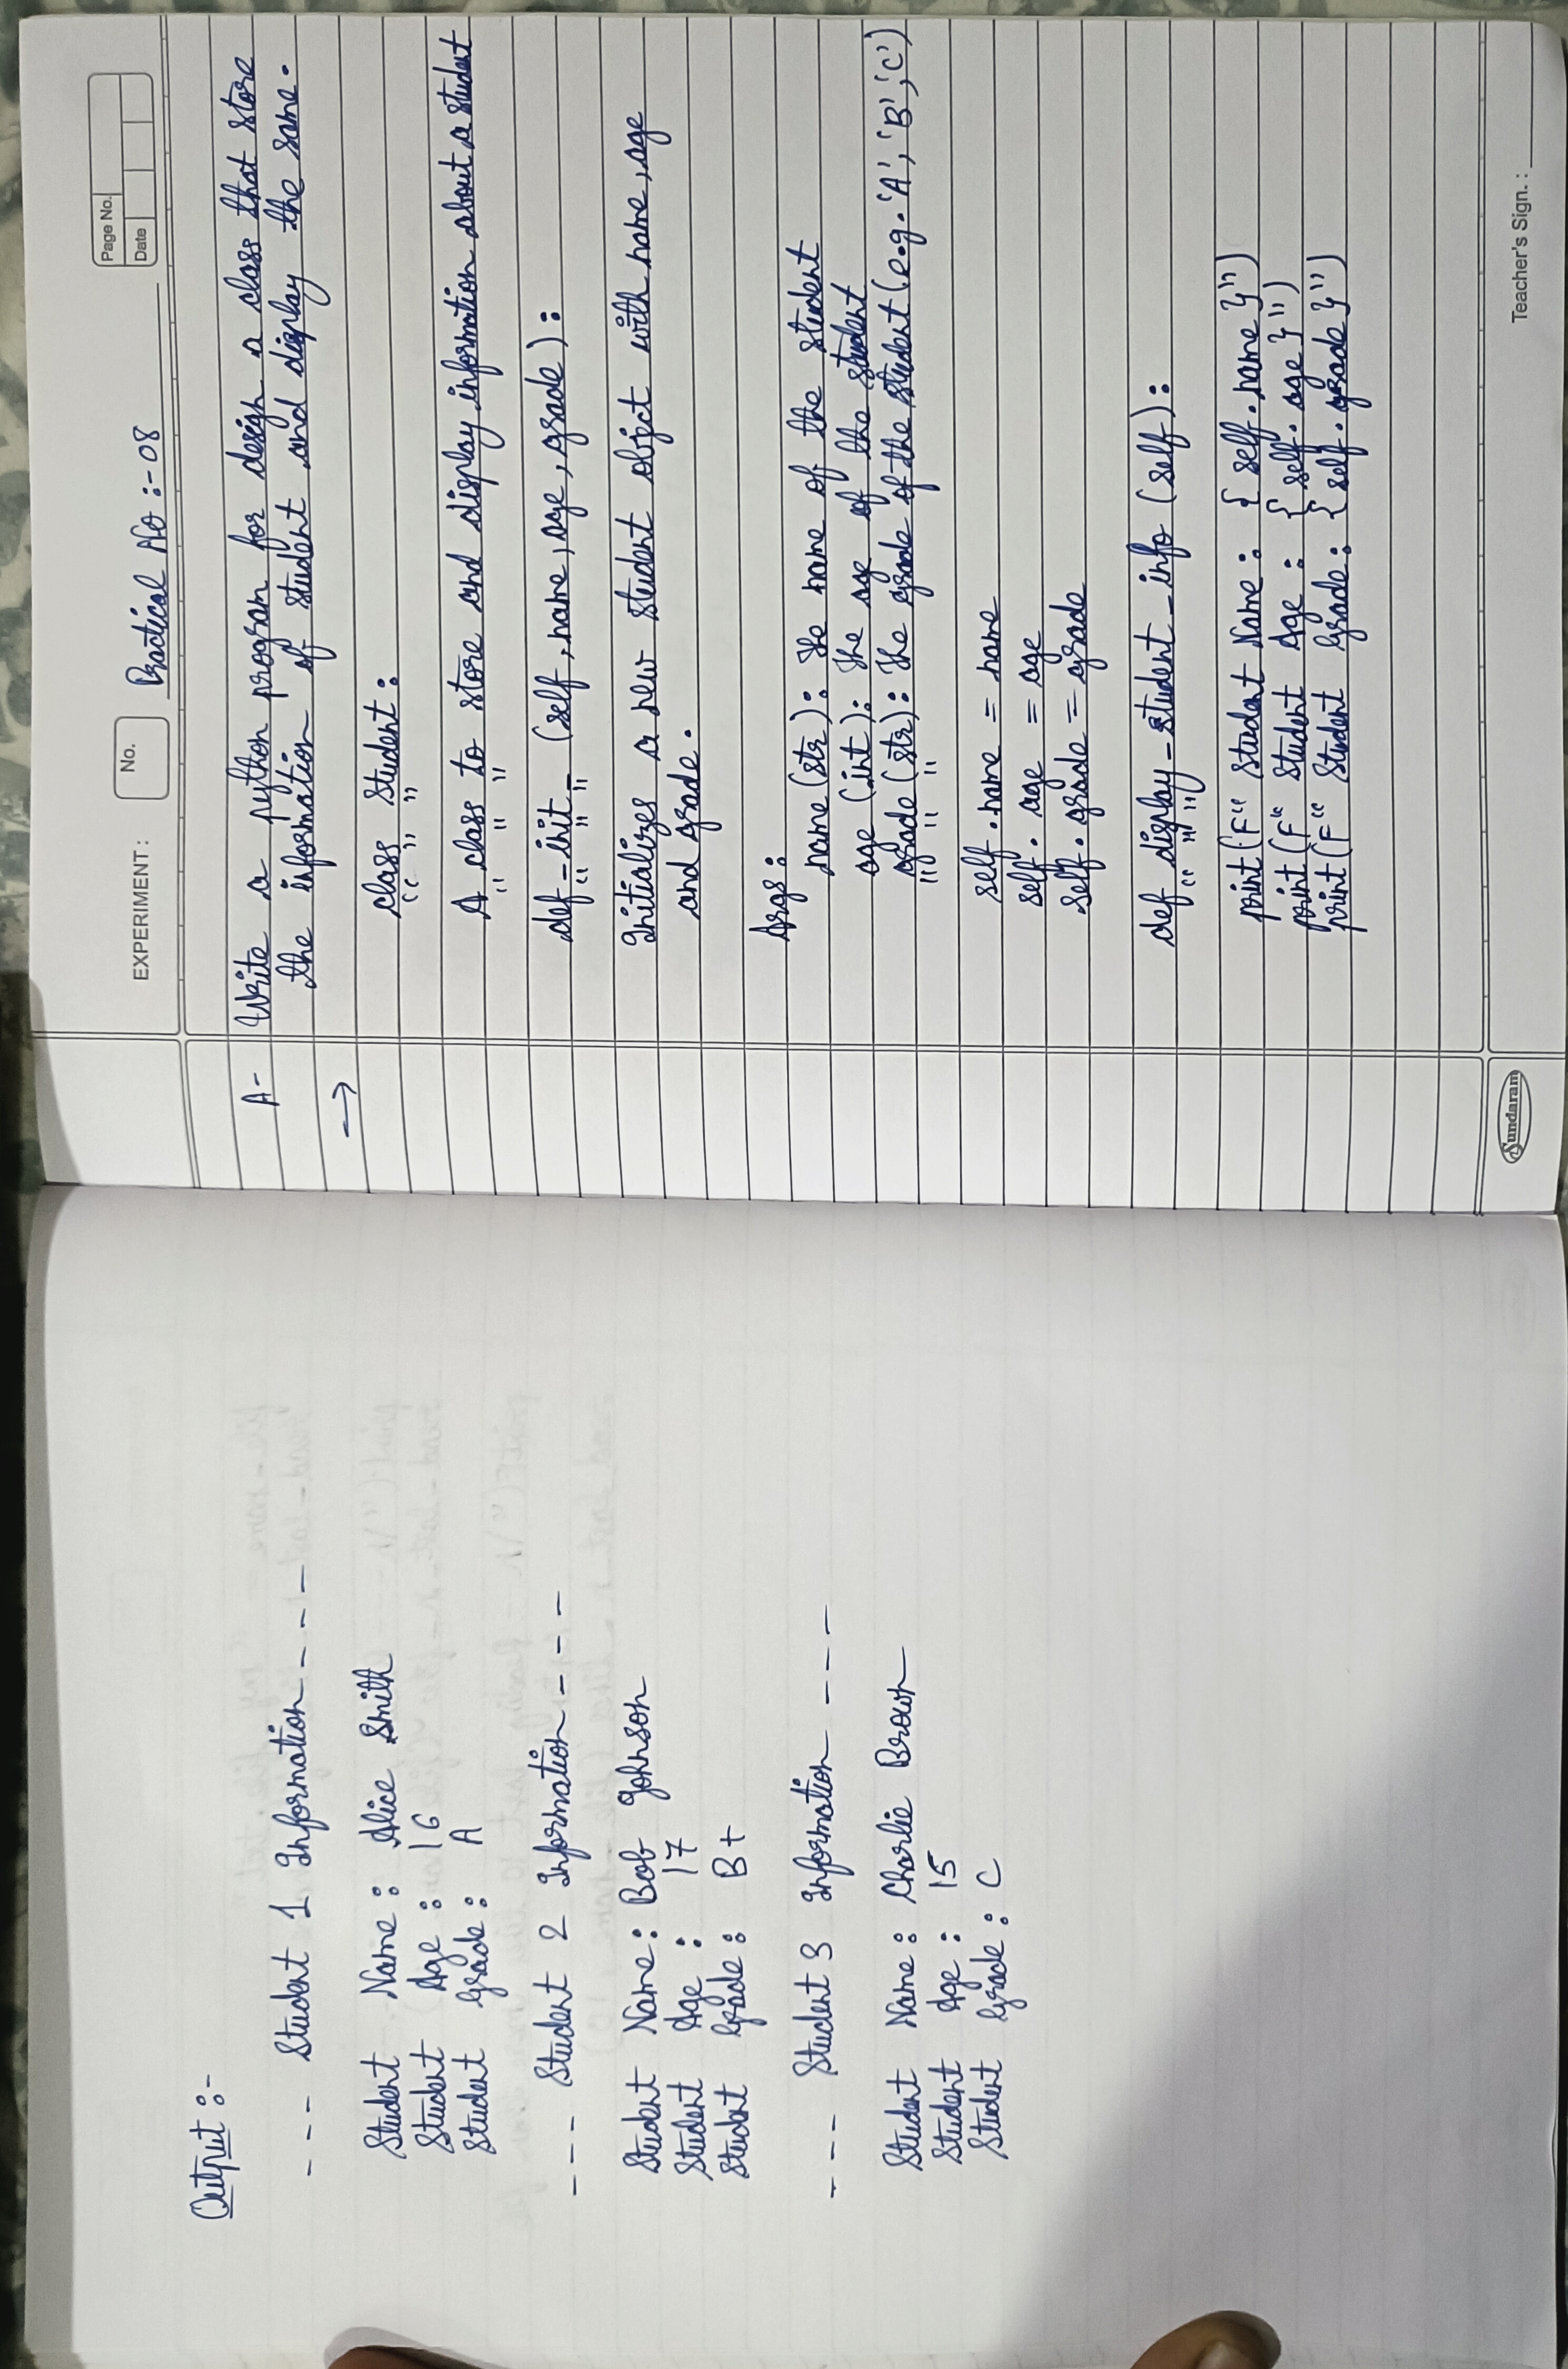 Output :-
--- Student 1 Information ---
Student Name : Alice Smith
Student Age : 16
Student Grade : A
--- Student 2 Information ---
Student Name : Bob Johnson
Student Age : 17
Student Grade : B+
--- Student 3 Information ---
Student Name : Charlie Brown
Student Age : 15
Student Grade : C
EXPERIMENT : No. Practical No :- 08
Page No.
Date
A- Write a python program for design a class that store
the information of student and display the same.
→
class Student :
" " "
A class to store and display information about a student
" " "
def _init_ (self, name, age, grade) :
" " "
Initializes a new student object with name, age
and grade.
Args :
name (str) : The name of the student
age (int) : The age of the student
grade (str) : The grade of the student (e.g. 'A', 'B', 'C')
" " "
self.name = name
self.age = age
self.grade = grade
def display_student_info (self) :
" " "
print (F" Student Name : { self.name }")
print (F" Student Age : { self.age }")
print (F" Student Grade : { self.grade }")
Sundaram
Teacher's Sign. :